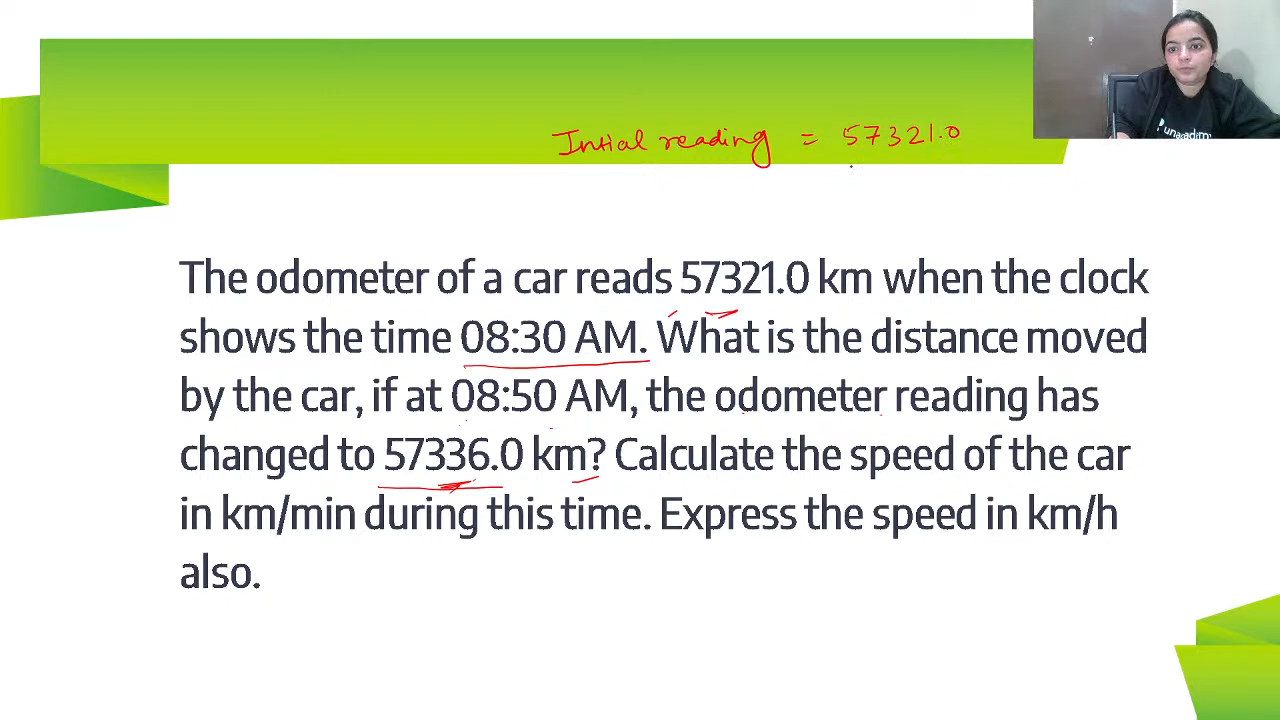 Intial reading = 57321.0
The odometer of a car reads 57321.0 km when the clock
shows the time 08:30 AM. What is the distance moved
by the car, if at 08:50 AM, the odometer reading has
changed to 57336.0 km? Calculate the speed of the car
in km/min during this time. Express the speed in km/h
also.